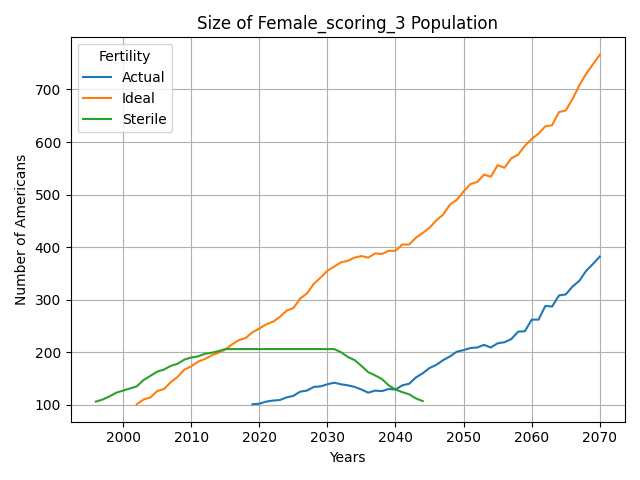 Size of Female_scoring_3 Population
Fertility
Actual
Ideal
Sterile
Number of Americans
700
600
500
400
300
200
100
2000 2010 2020 2030 2040 2050 2060 2070
Years